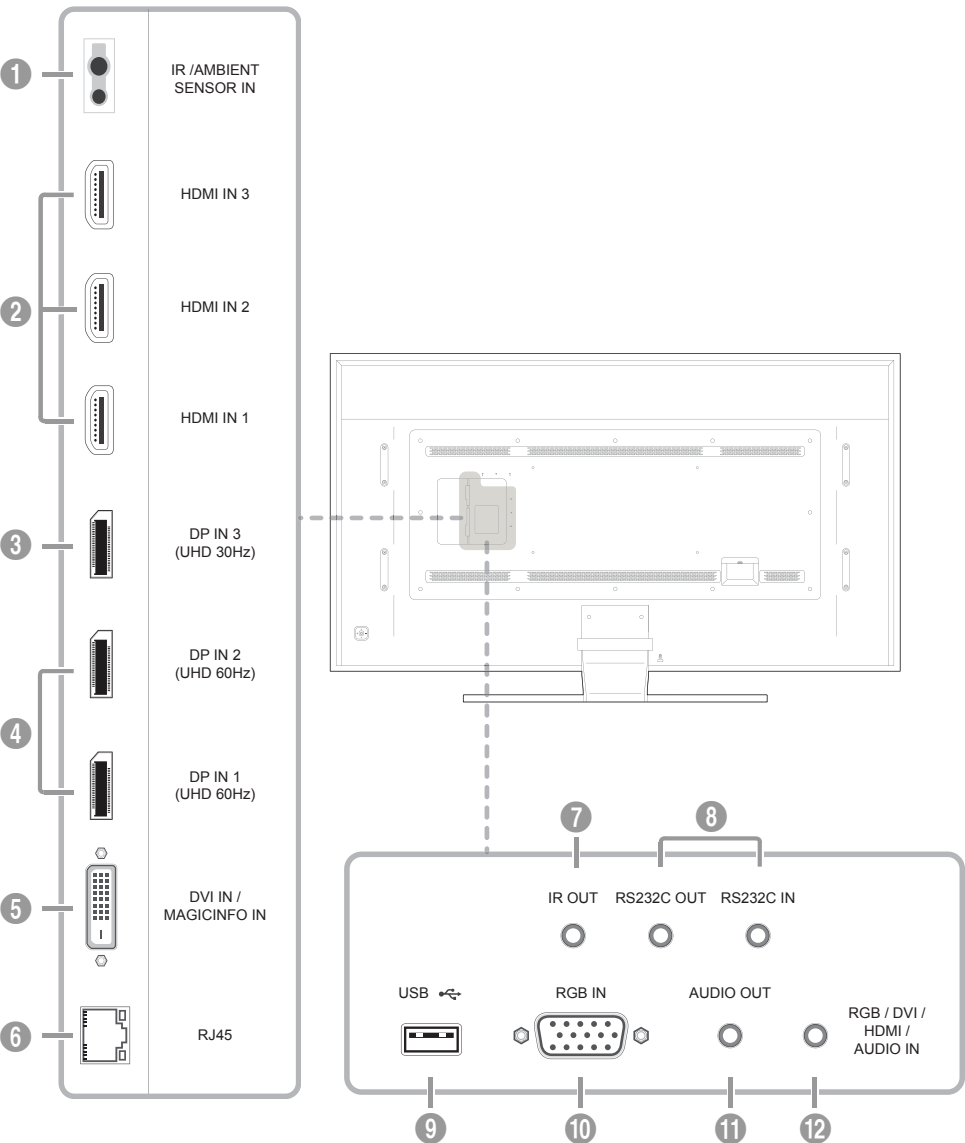 1
IR /AMBIENT
SENSOR IN
HDMI IN 3
2
HDMI IN 2
HDMI IN 1
3
DP IN 3
(UHD 30Hz)
DP IN 2
(UHD 60Hz)
4
DP IN 1
(UHD 60Hz)
5
DVI IN /
MAGICINFO IN
6
RJ45
7
8
IR OUT
RS232C OUT
RS232C IN
USB
RGB IN
AUDIO OUT
RGB / DVI /
HDMI /
AUDIO IN
9
10
11
12